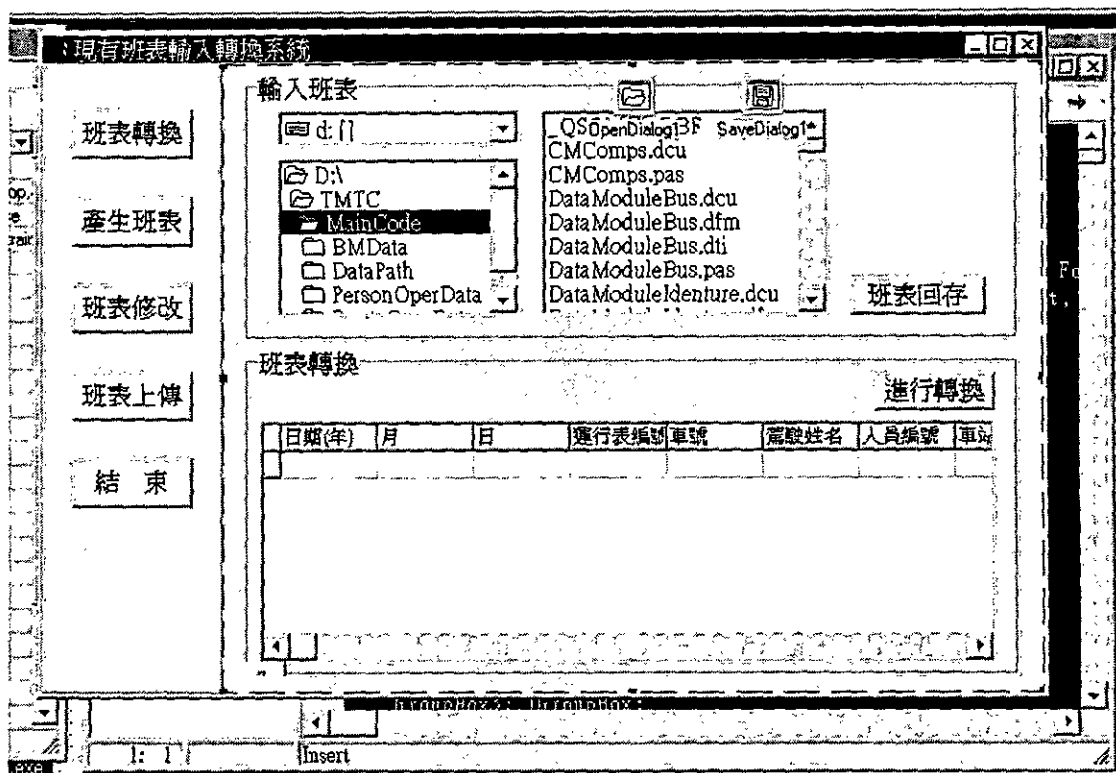 現有班表輸入轉換系統
班表轉換
產生班表
班表修改
班表上傳
結 束
輸入班表
d: []
D:\
TMTC
MainCode
BMData
DataPath
PersonOperData
OpenDialog1
SaveDialog1
CMComps.dcu
CMComps.pas
DataModuleBus.dcu
DataModuleBus.dfm
DataModuleBus.dti
DataModuleBus.pas
DataModuleIdenture.dcu
班表回存
班表轉換
進行轉換
日期(年) 月 日 運行表編號 車號 駕駛姓名 人員編號
1: 1 Insert